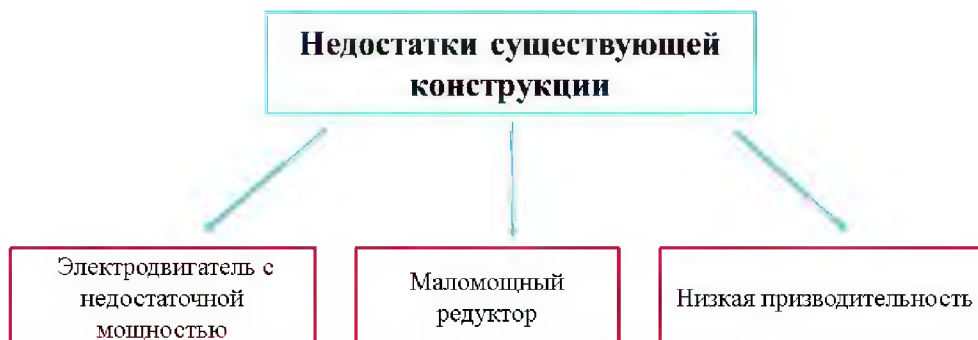 Недостатки существующей
конструкции
Электродвигатель с
недостаточной
мощностью
Маломощный
редуктор
Низкая призводительность